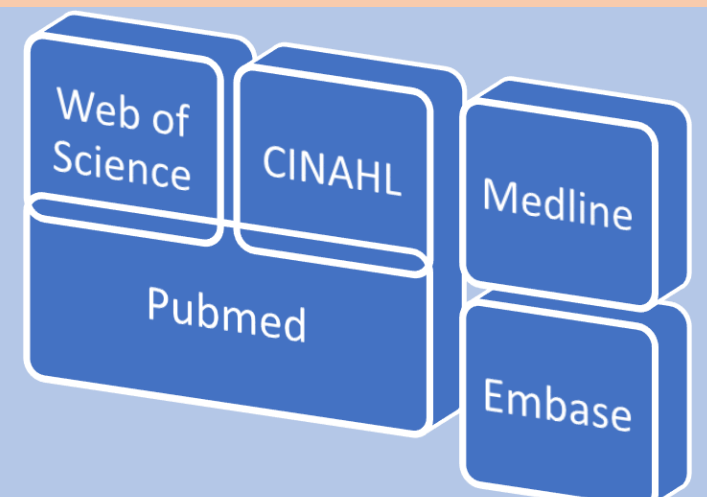 Web of
Science
CINAHL
Medline
Pubmed
Embase